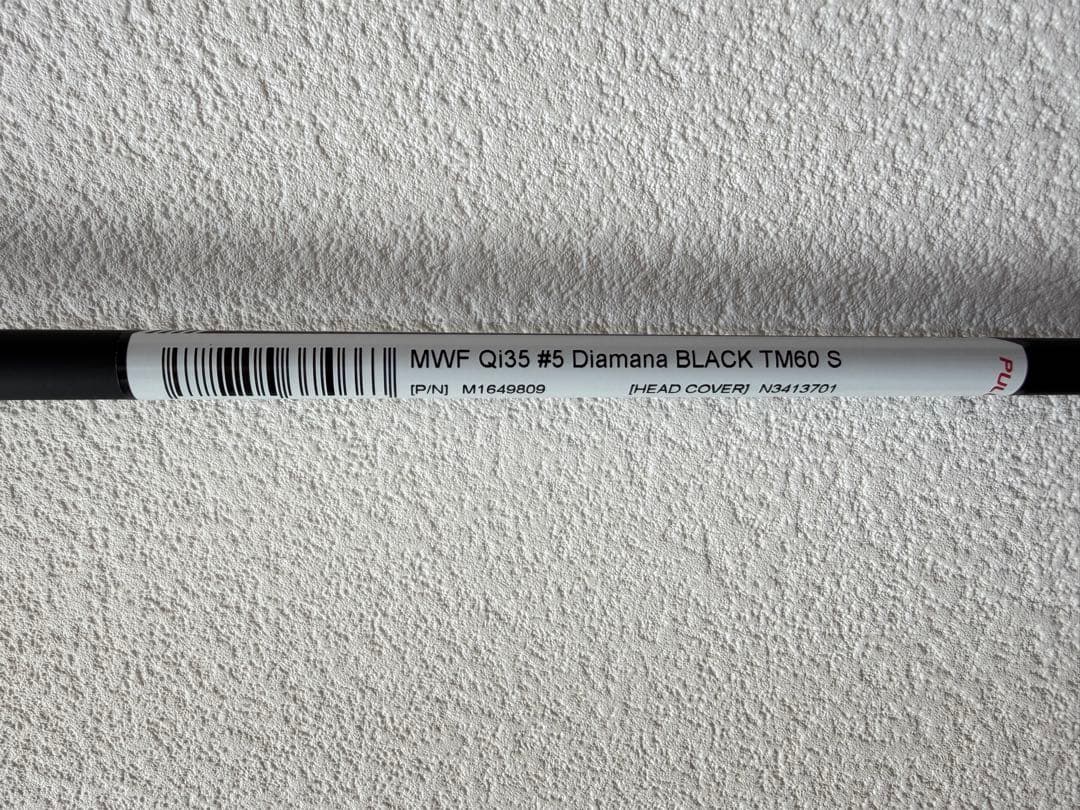 MWF Qi35 #5 Diamana BLACK TM60 S
[P/N] M1649809 [HEAD COVER] N3413701